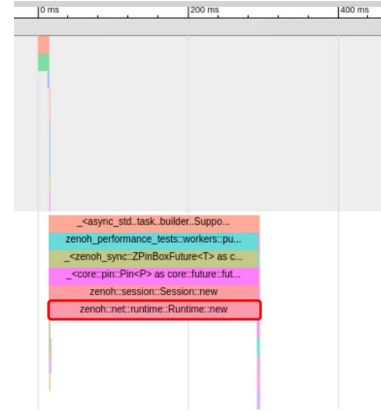 0 ms
200 ms
400 ms
_<async_std..task..builder..Suppo...
zenoh_performance_tests::workers::pu...
_<zenoh_sync::ZPinBoxFuture<T> as c...
_<core::pin::Pin<P> as core::future::fut...
zenoh::session::Session::new
zenoh::net::runtime::Runtime::new